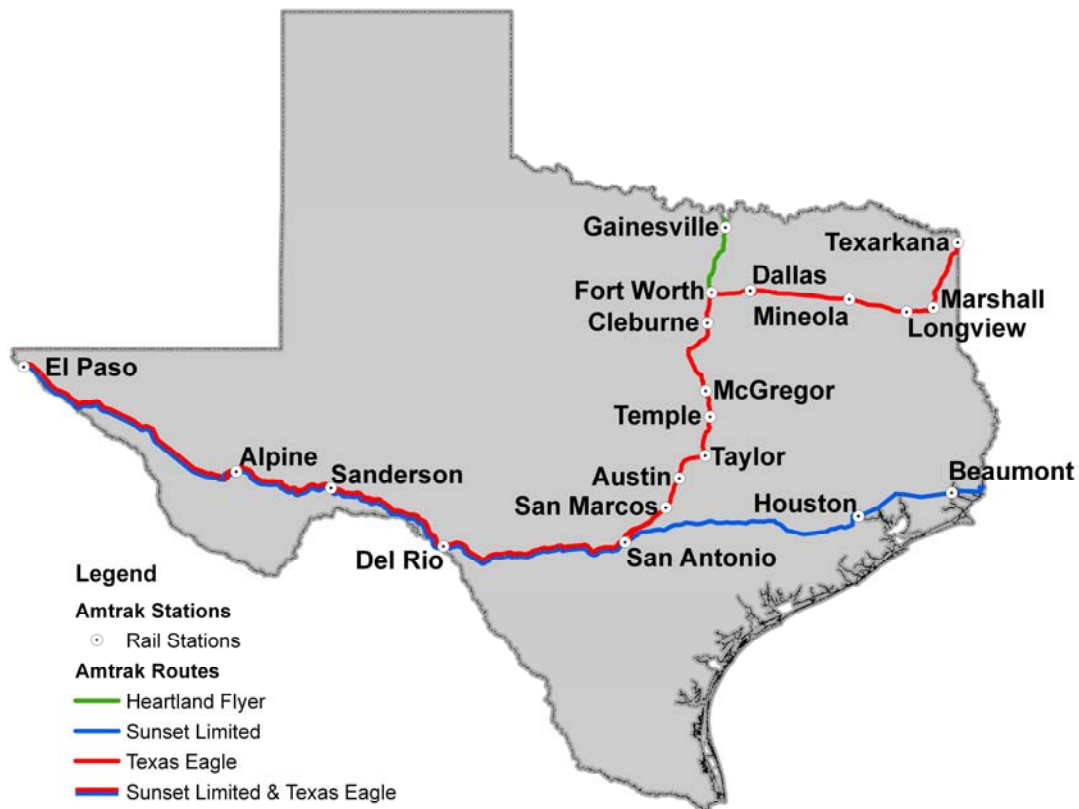 Gainesville
Texarkana
Dallas
Fort Worth
Mineola
Marshall
Longview
Cleburne
El Paso
McGregor
Temple
Alpine
Taylor
Sanderson
Austin
Beaumont
San Marcos
Houston
Del Rio
San Antonio
Legend
Amtrak Stations
Rail Stations
Amtrak Routes
Heartland Flyer
Sunset Limited
Texas Eagle
Sunset Limited & Texas Eagle